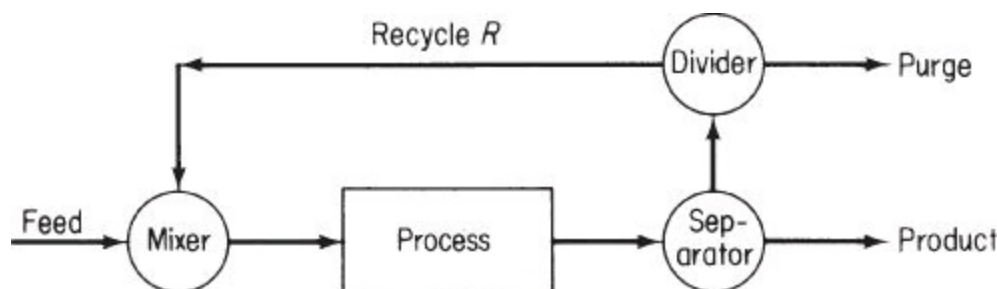 Recycle R
Divider
Purge
Feed
Mixer
Process
Sep-
arator
Product